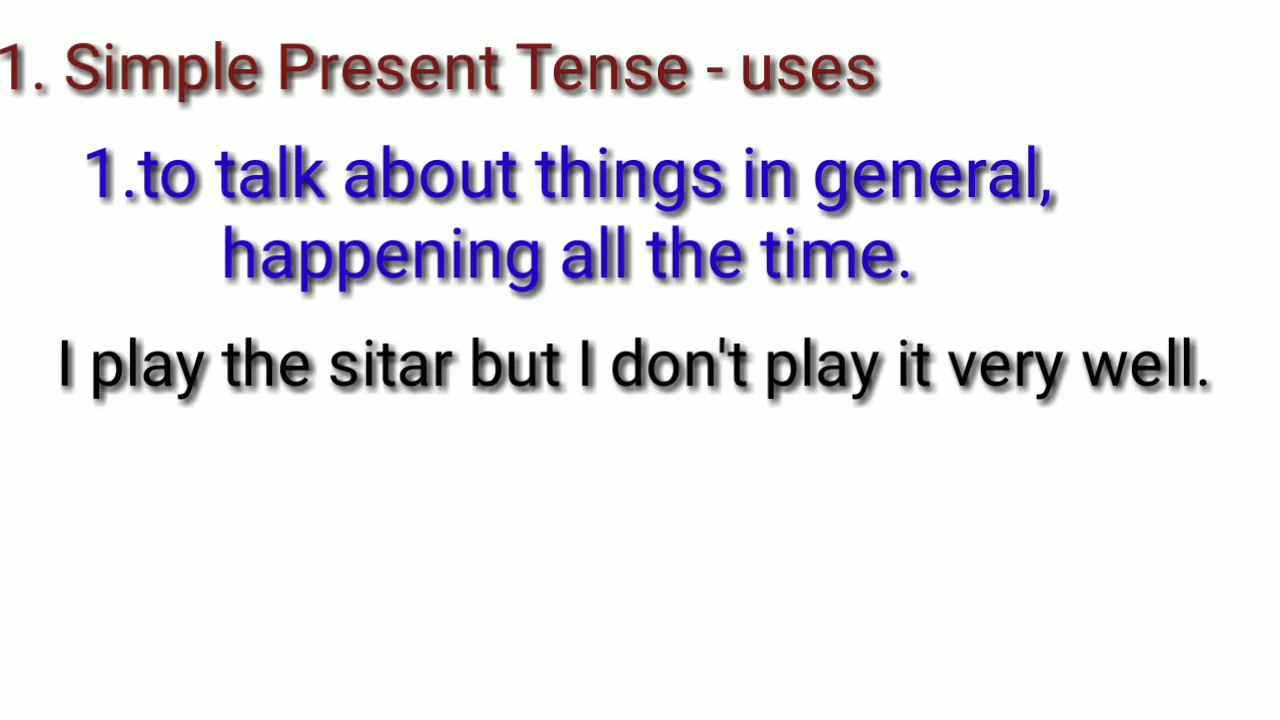 1. Simple Present Tense - uses
1.to talk about things in general,
happening all the time.
I play the sitar but I don't play it very well.